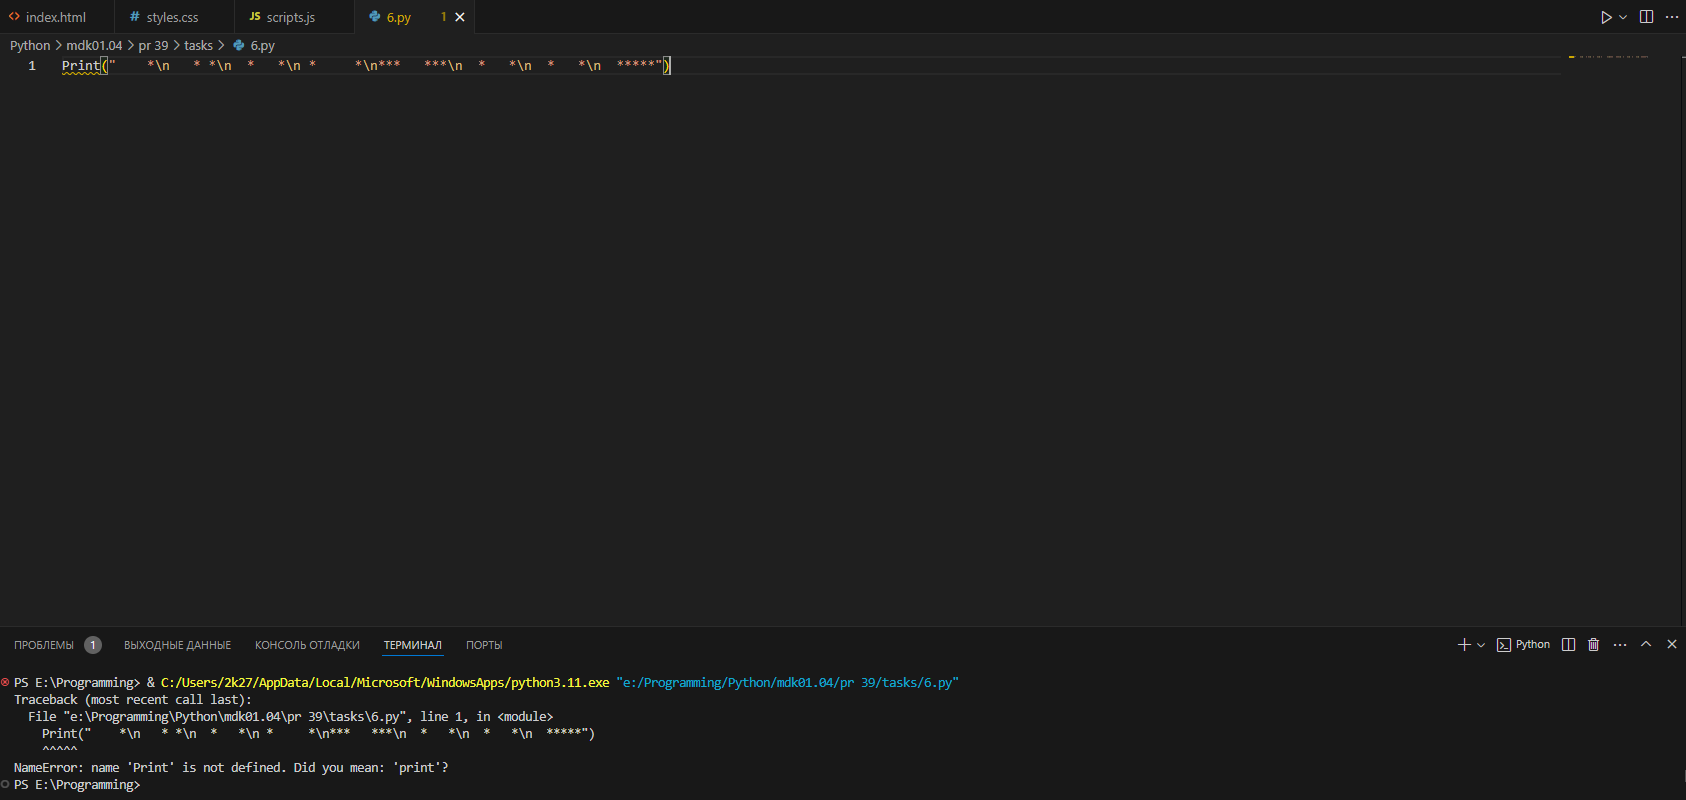 index.html # styles.css JS scripts.js 6.py 1
Python > mdk01.04 > pr 39 > tasks > 6.py
1 Print("    *\n   * *\n  *   *\n *     *\n***   ***\n  *   *\n  *   *\n  *****")
ПРОБЛЕМЫ 1 ВЫХОДНЫЕ ДАННЫЕ КОНСОЛЬ ОТЛАДКИ ТЕРМИНАЛ ПОРТЫ Python
PS E:\Programming> & C:/Users/2k27/AppData/Local/Microsoft/WindowsApps/python3.11.exe "e:/Programming/Python/mdk01.04/pr 39/tasks/6.py"
Traceback (most recent call last):
  File "e:\Programming\Python\mdk01.04\pr 39\tasks\6.py", line 1, in <module>
    Print("    *\n   * *\n  *   *\n *     *\n***   ***\n  *   *\n  *   *\n  *****")
    ^^^^^
NameError: name 'Print' is not defined. Did you mean: 'print'?
PS E:\Programming>